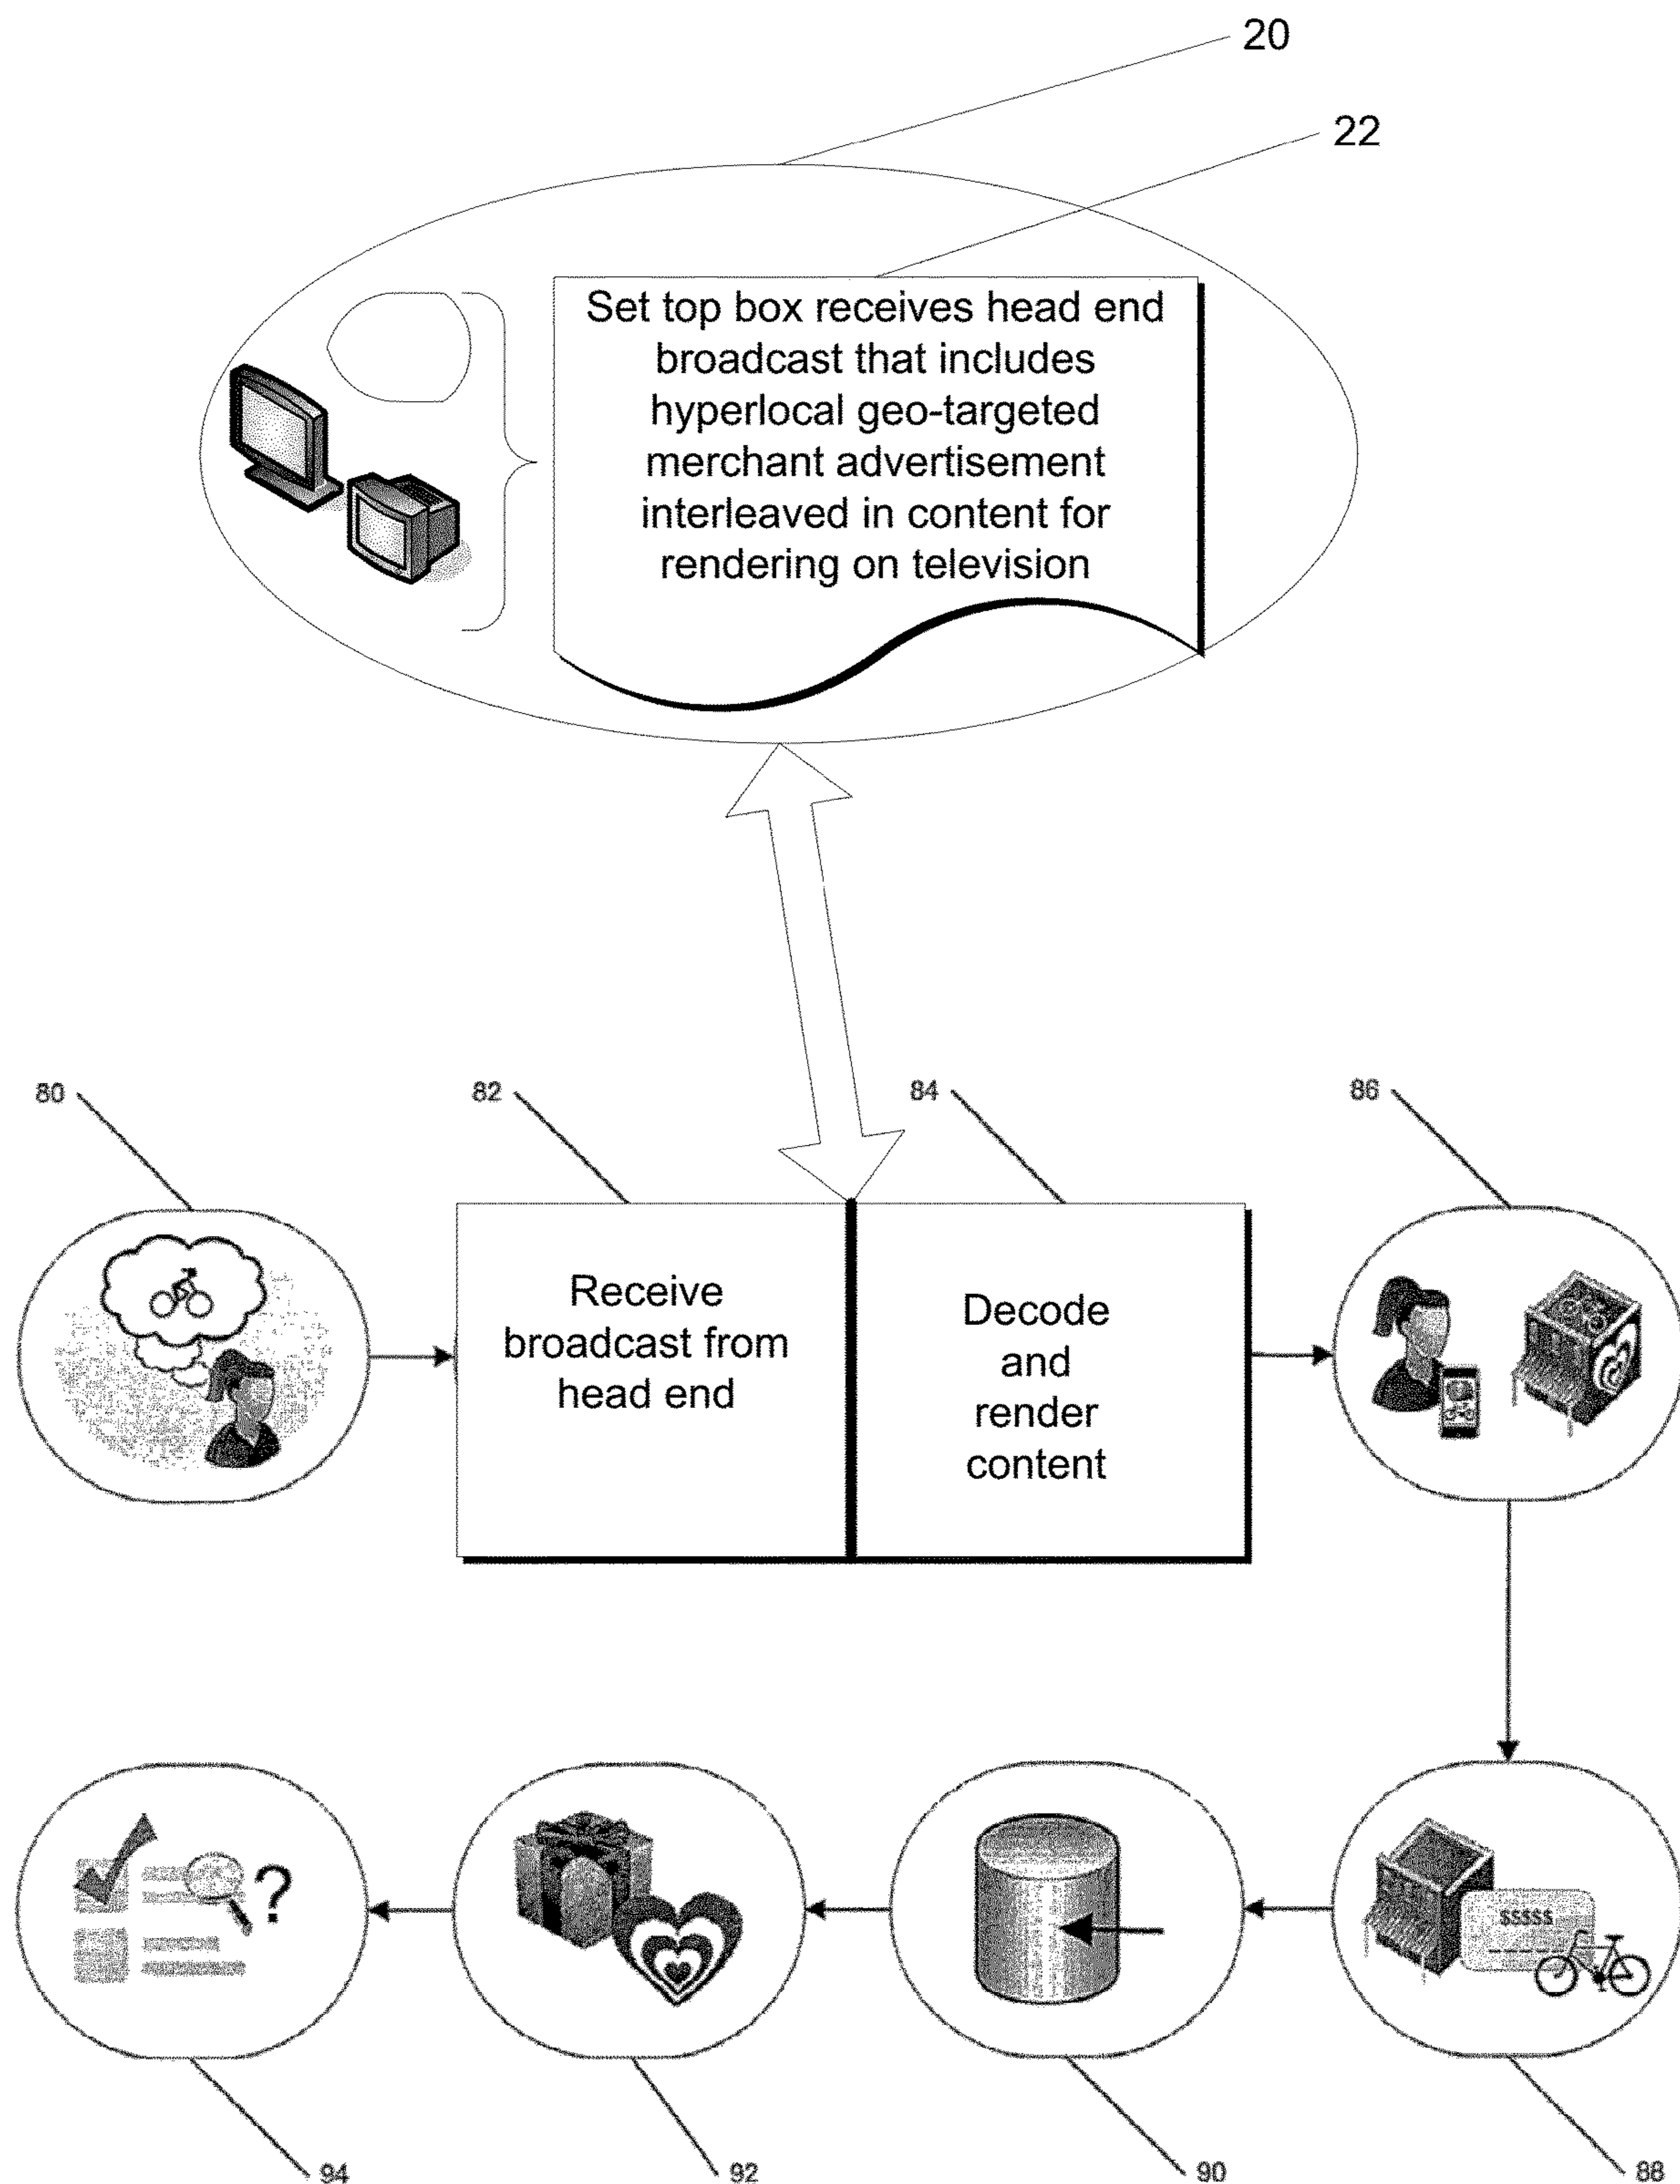 20
22
Set top box receives head end
broadcast that includes
hyperlocal geo-targeted
merchant advertisement
interleaved in content for
rendering on television
80
82
84
86
Receive
broadcast from
head end
Decode
and
render
content
?
$$$$$
94
92
90
88